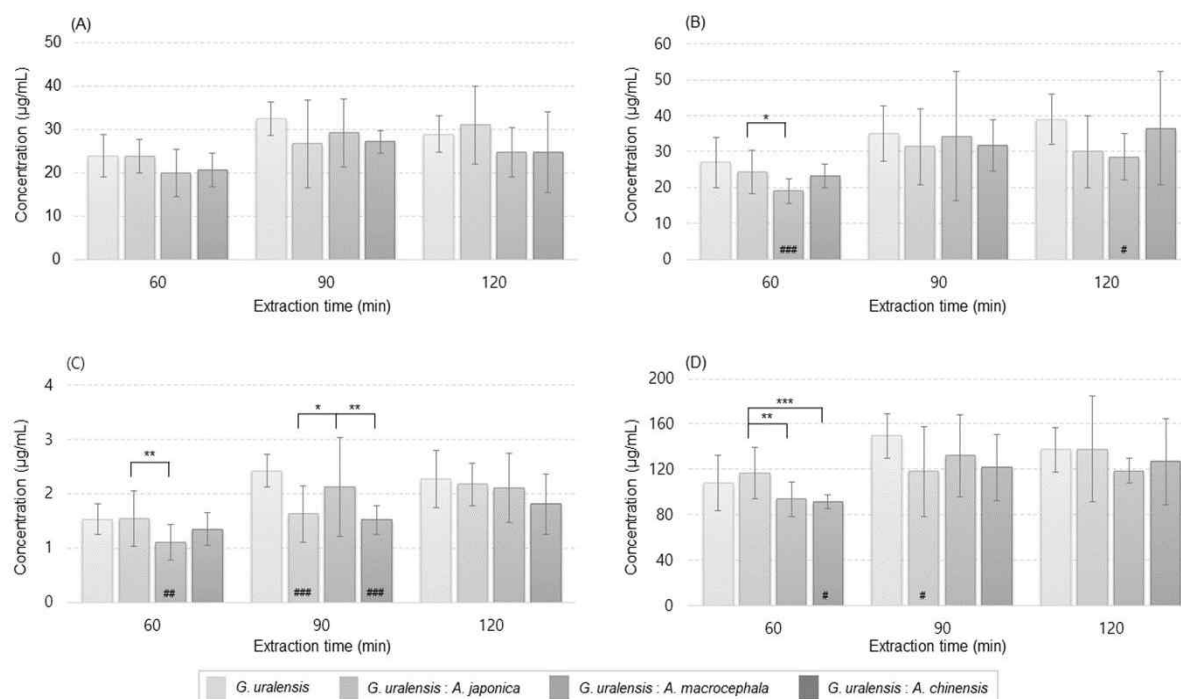 (A)
50
40
30
20
10
0
Concentration (µg/mL)
60 90 120
Extraction time (min)
(B)
60
50
40
30
20
10
0
Concentration (µg/mL)
*
### #
60 90 120
Extraction time (min)
(C)
4
3
2
1
0
Concentration (µg/mL)
** * **
## ### ###
60 90 120
Extraction time (min)
(D)
200
160
120
80
40
0
Concentration (µg/mL)
***
**
# #
60 90 120
Extraction time (min)
G. uralensis G. uralensis : A. japonica G. uralensis : A. macrocephala G. uralensis : A. chinensis